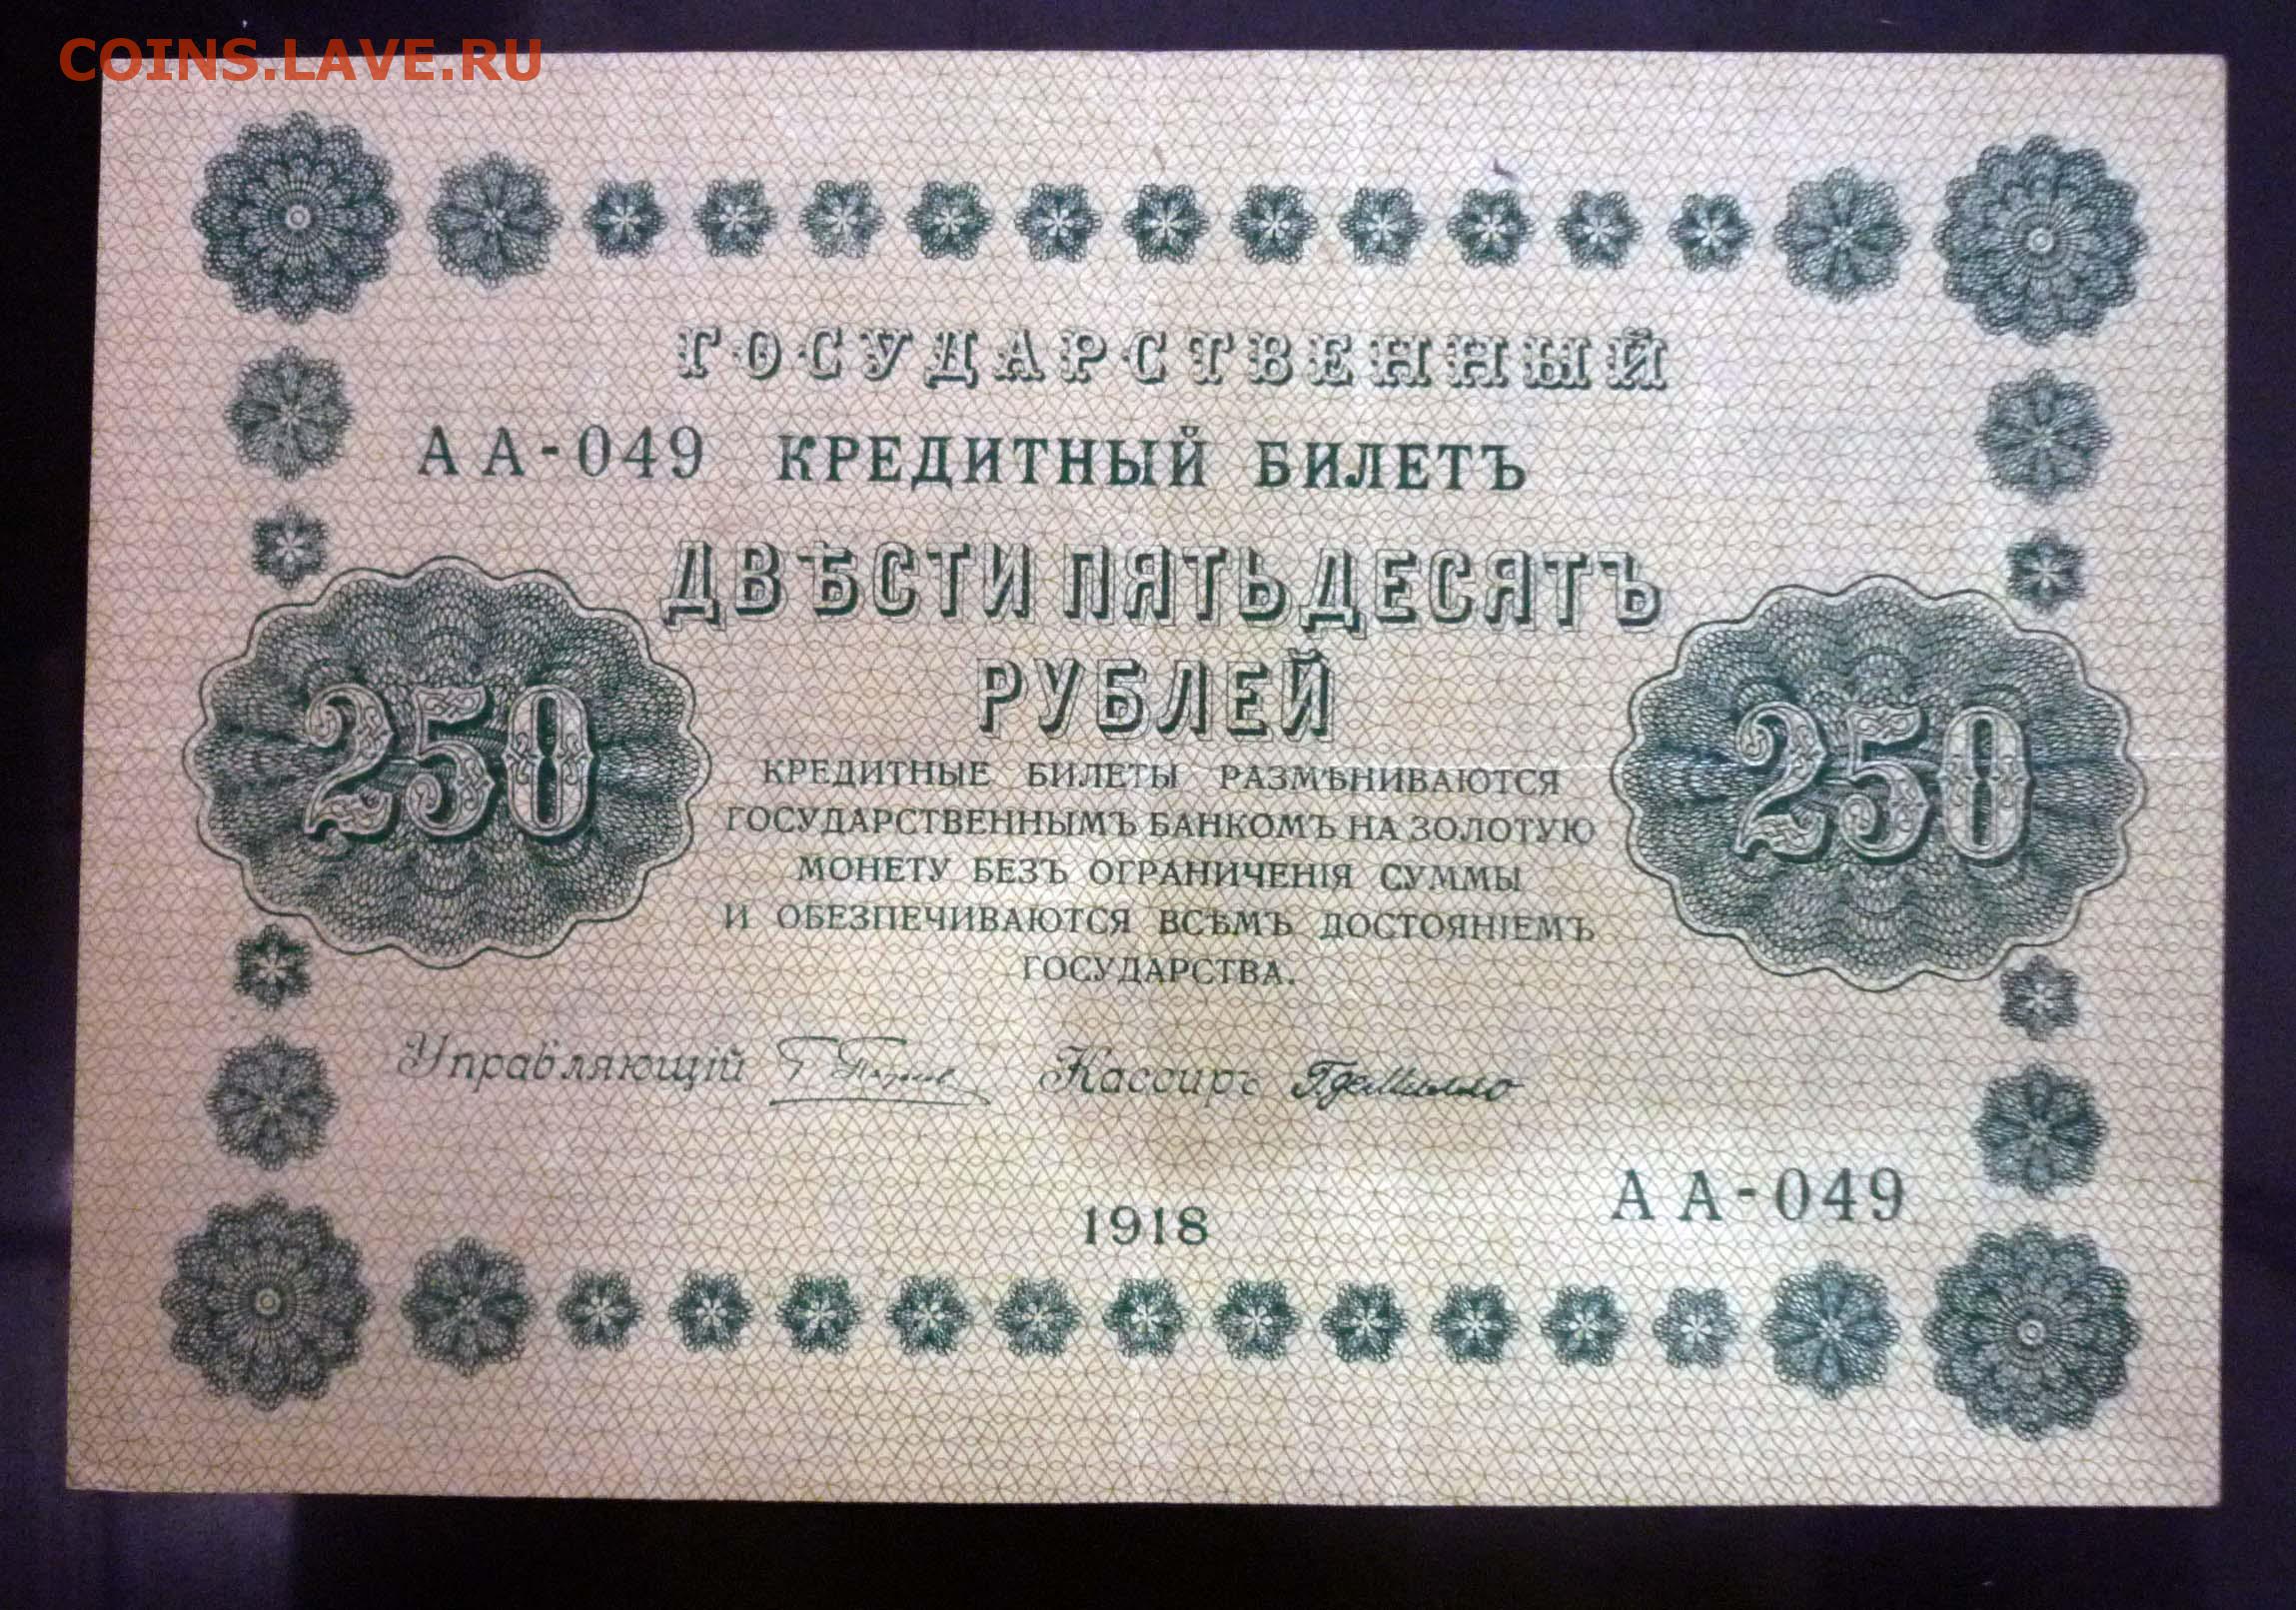 COINS.LAVE.RU
ГОСУДАРСТВЕННЫЙ
АА-049 КРЕДИТНЫЙ БИЛЕТЪ
ДВѢСТИ ПЯТЬДЕСЯТЪ
РУБЛЕЙ
250
250
КРЕДИТНЫЕ БИЛЕТЫ РАЗМѢНИВАЮТСЯ
ГОСУДАРСТВЕННЫМЪ БАНКОМЪ НА ЗОЛОТУЮ
МОНЕТУ БЕЗЪ ОГРАНИЧЕНІЯ СУММЫ
И ОБЕЗПЕЧИВАЮТСЯ ВСѢМЪ ДОСТОЯНІЕМЪ
ГОСУДАРСТВА.
Управляющій Кассиръ
АА-049
1918